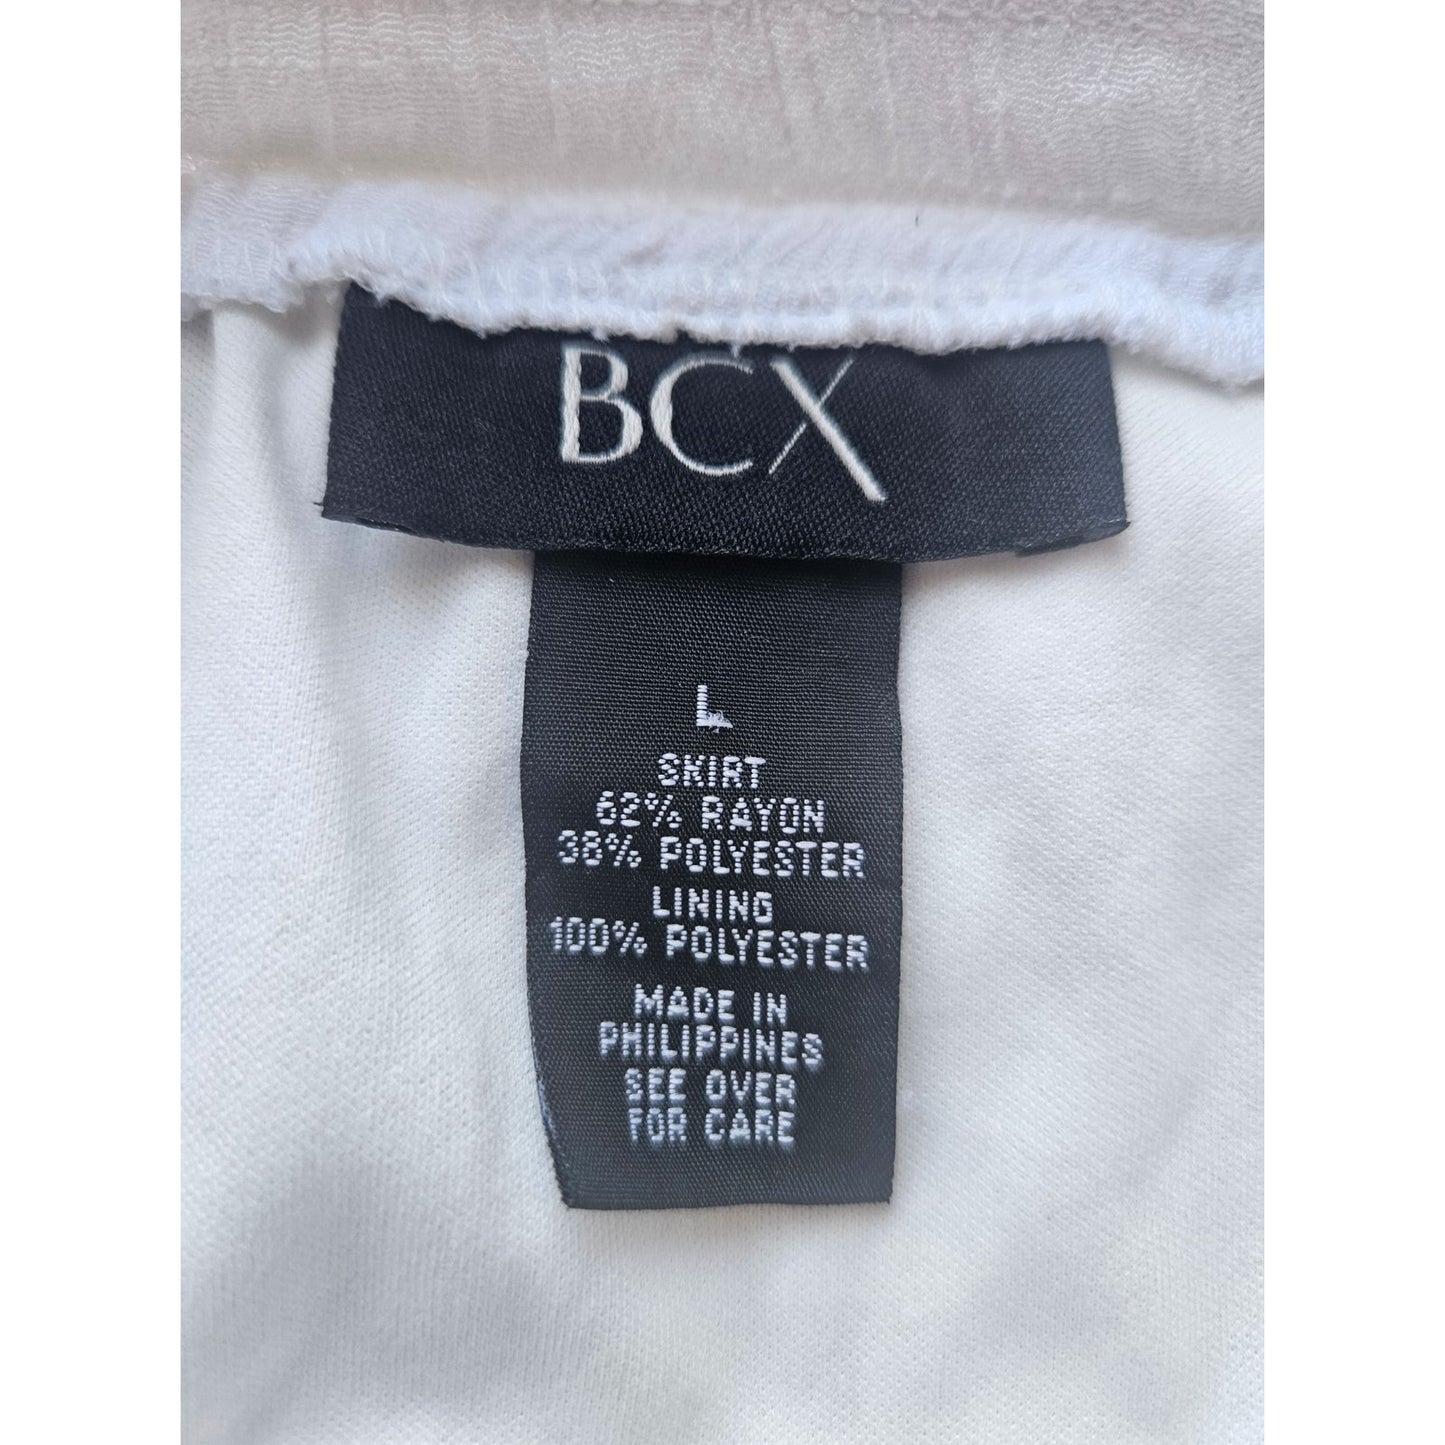 BCX
L
SKIRT
62% RAYON
38% POLYESTER
LINING
100% POLYESTER
MADE IN
PHILIPPINES
SEE OVER
FOR CARE